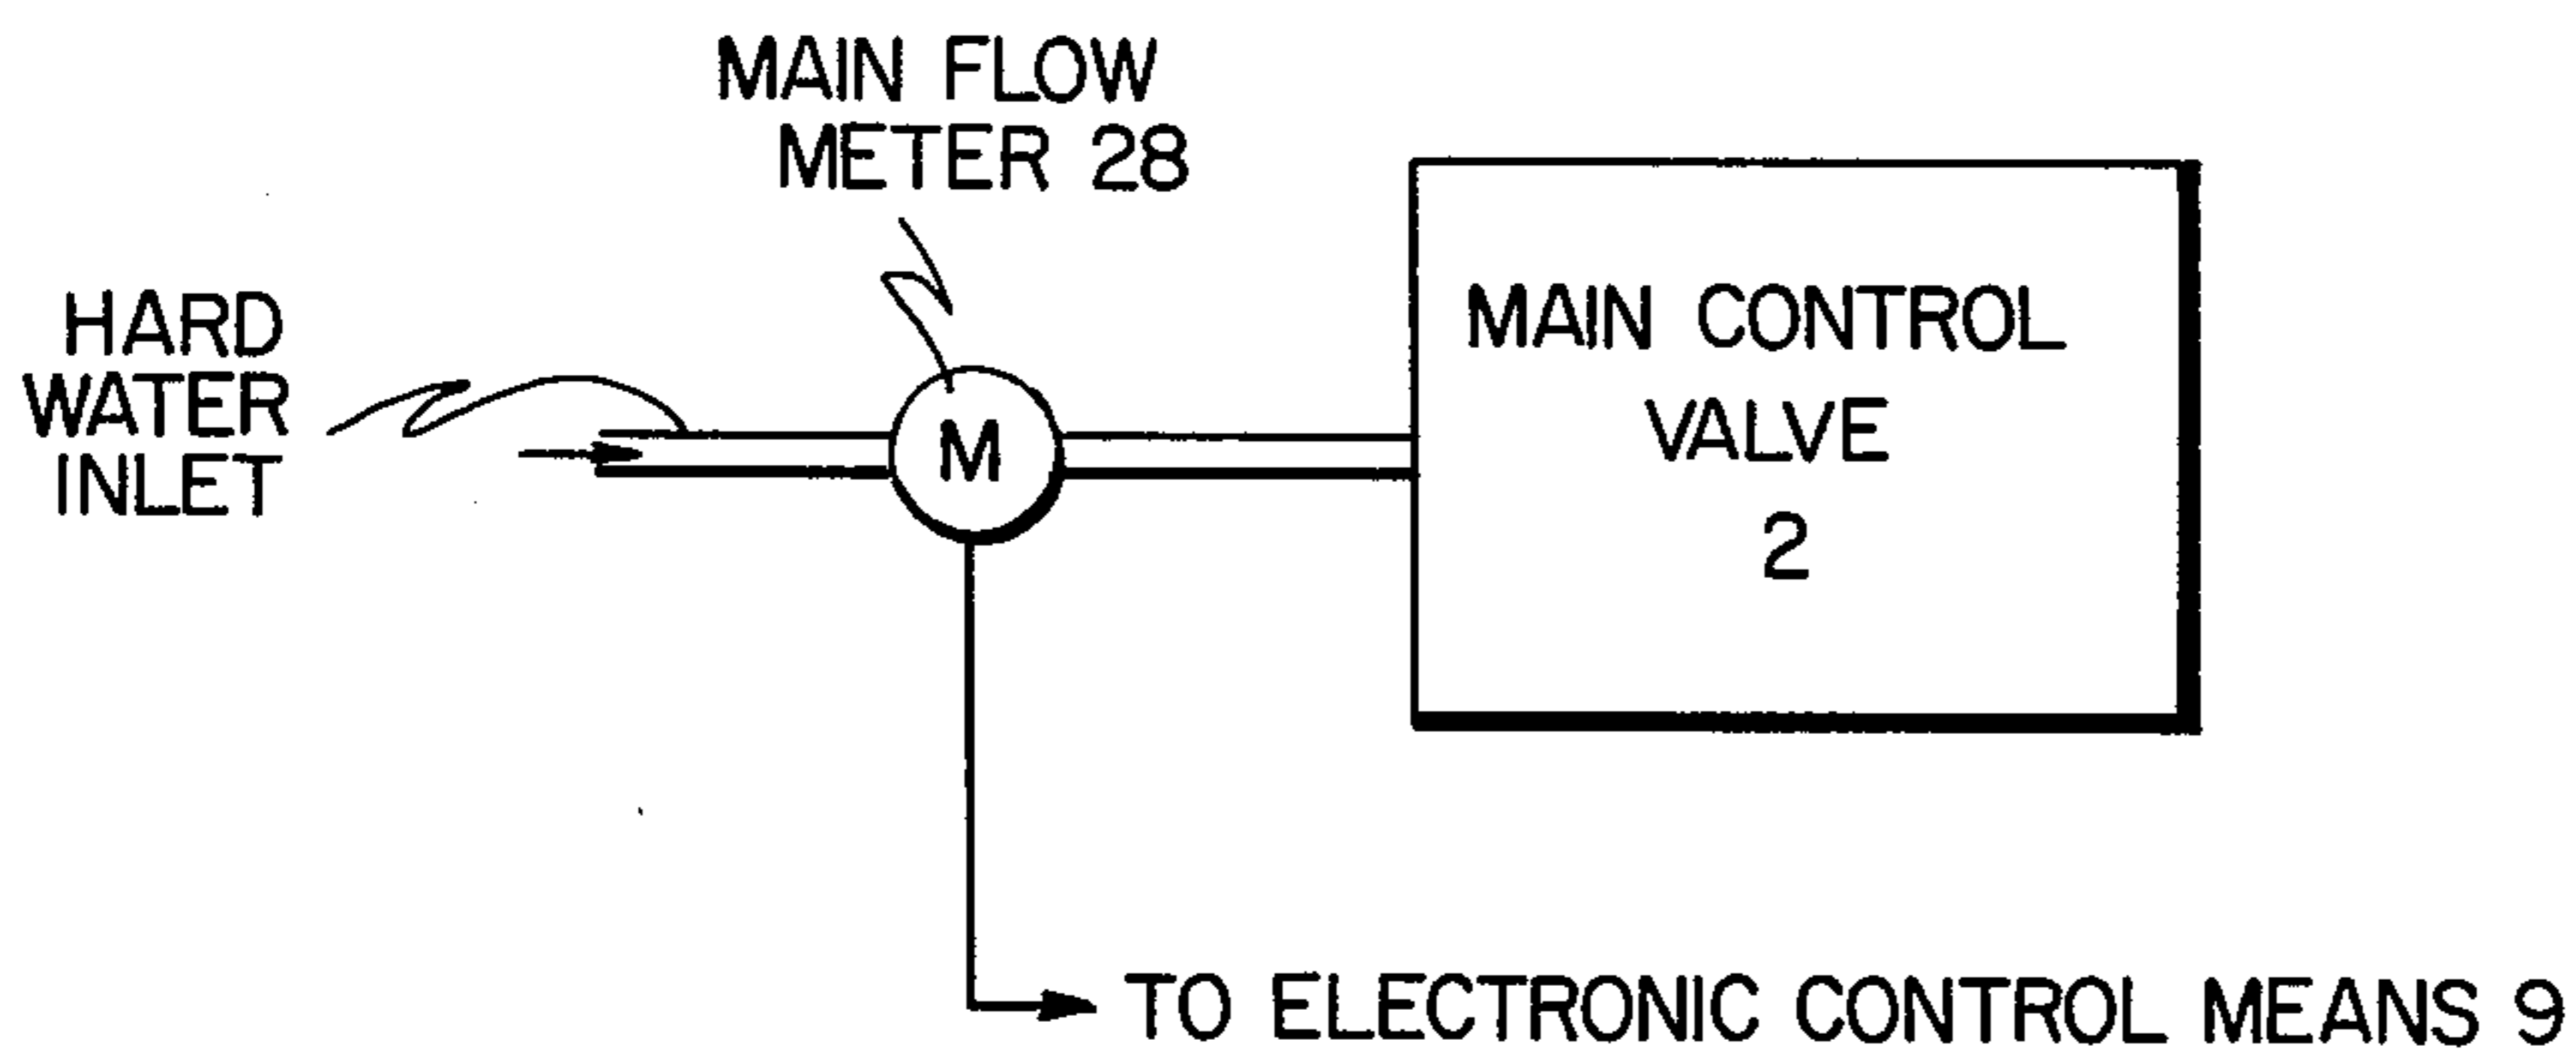 MAIN FLOW
METER 28
HARD
WATER
INLET
M
MAIN CONTROL
VALVE
2
TO ELECTRONIC CONTROL MEANS 9